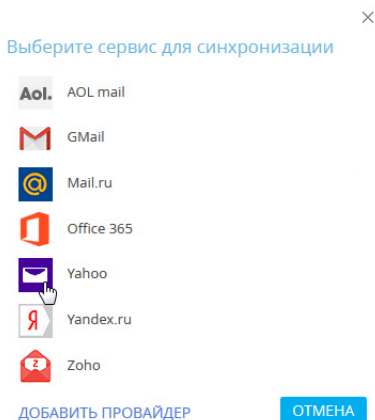 Выберите сервис для синхронизации
Aol. AOL mail
GMail
@ Mail.ru
Office 365
Yahoo
Я Yandex.ru
Z Zoho
ДОБАВИТЬ ПРОВАЙДЕР ОТМЕНА